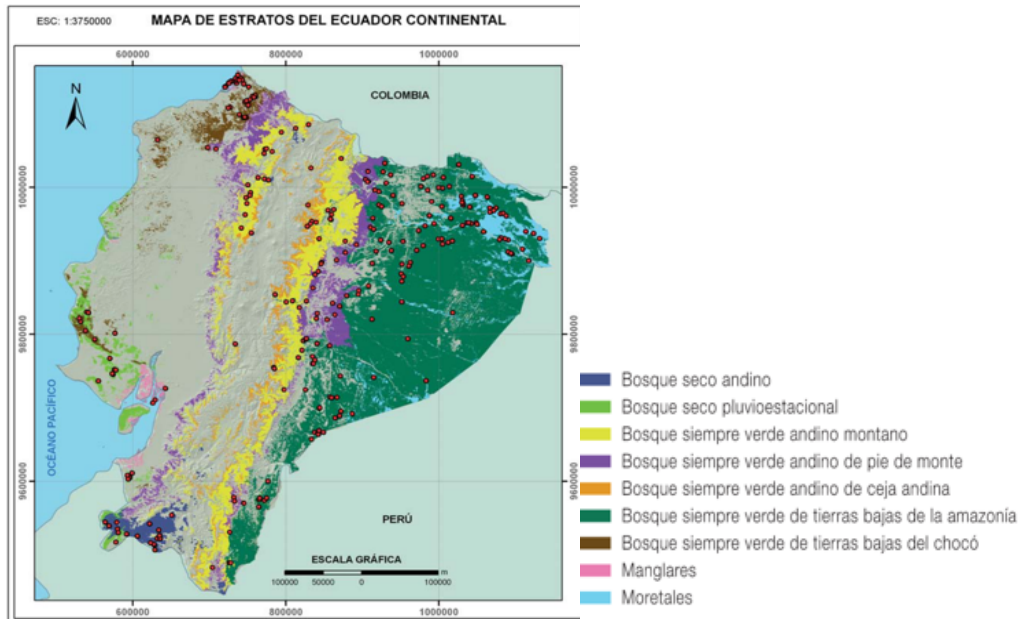 ESC: 1:3750000
MAPA DE ESTRATOS DEL ECUADOR CONTINENTAL
600000
800000
1000000
N
COLOMBIA
10000000
10000000
9800000
9800000
OCÉANO PACÍFICO
9600000
9600000
PERÚ
ESCALA GRÁFICA
100000 50000 0 100000 m
600000
800000
1000000
Bosque seco andino
Bosque seco pluvioestacional
Bosque siempre verde andino montano
Bosque siempre verde andino de pie de monte
Bosque siempre verde andino de ceja andina
Bosque siempre verde de tierras bajas de la amazonía
Bosque siempre verde de tierras bajas del chocó
Manglares
Moretales